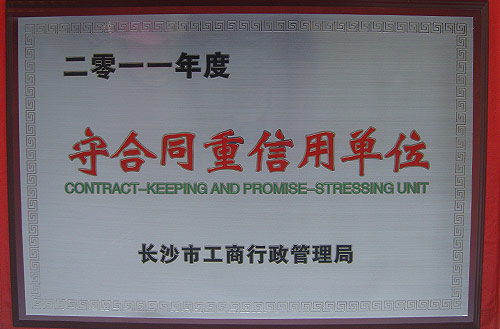 二零一一年度
守合同重信用单位
CONTRACT-KEEPING AND PROMISE-STRESSING UNIT
长沙市工商行政管理局